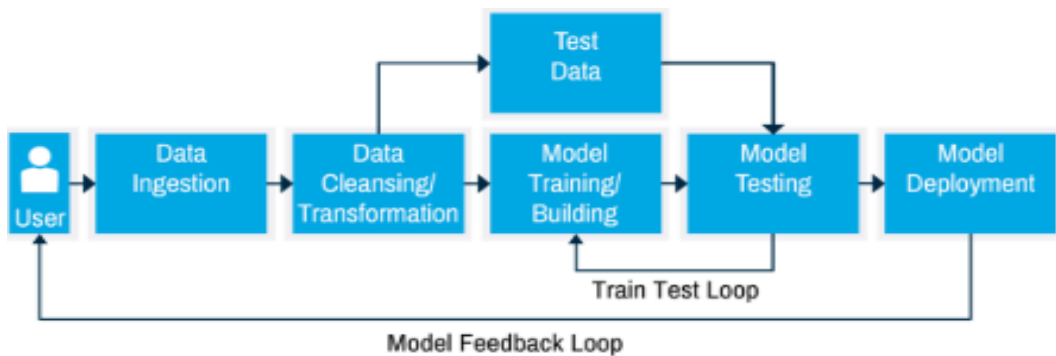 Test
Data
User
Data
Ingestion
Data
Cleansing/
Transformation
Model
Training/
Building
Model
Testing
Model
Deployment
Train Test Loop
Model Feedback Loop